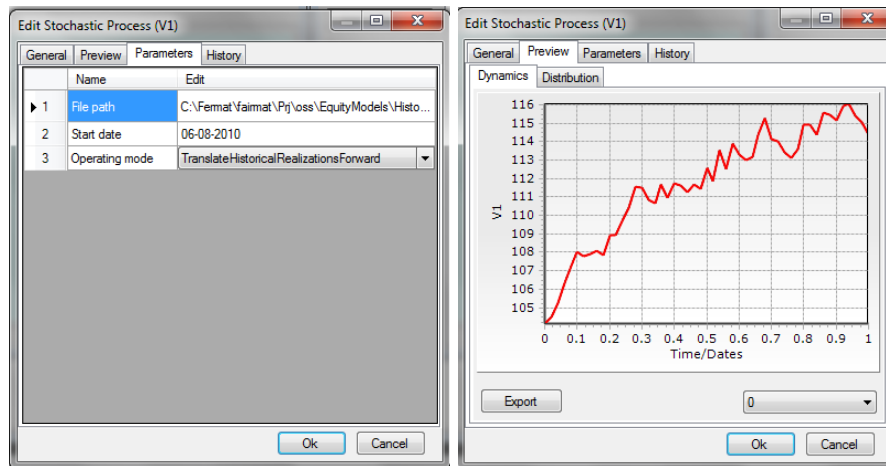 Edit Stochastic Process (V1)
General Preview Parameters History
Name Edit
1 File path C:\Fermat\fairmat\Prj\oss\EquityModels\Histo...
2 Start date 06-08-2010
3 Operating mode TranslateHistoricalRealizationsForward
Ok Cancel
Edit Stochastic Process (V1)
General Preview Parameters History
Dynamics Distribution
116
115
114
113
112
111
110
109
108
107
106
105
V1
0 0.1 0.2 0.3 0.4 0.5 0.6 0.7 0.8 0.9 1
Time/Dates
Export 0
Ok Cancel